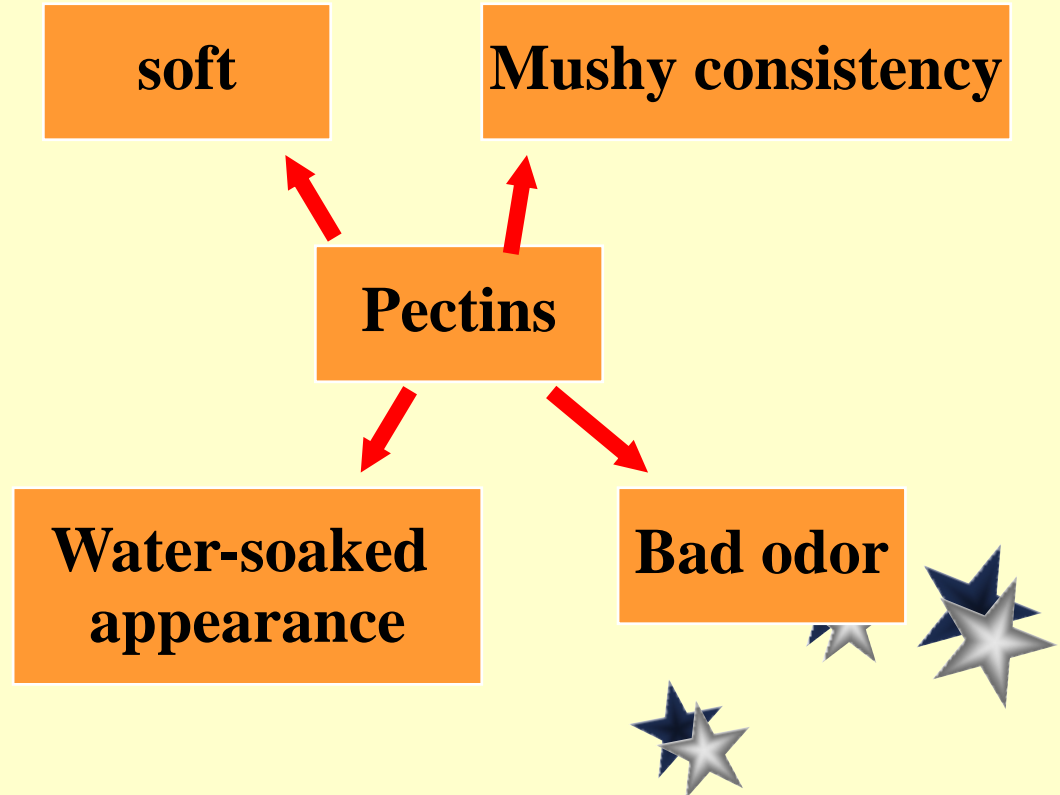 soft
Mushy consistency
Pectins
Water-soaked
appearance
Bad odor